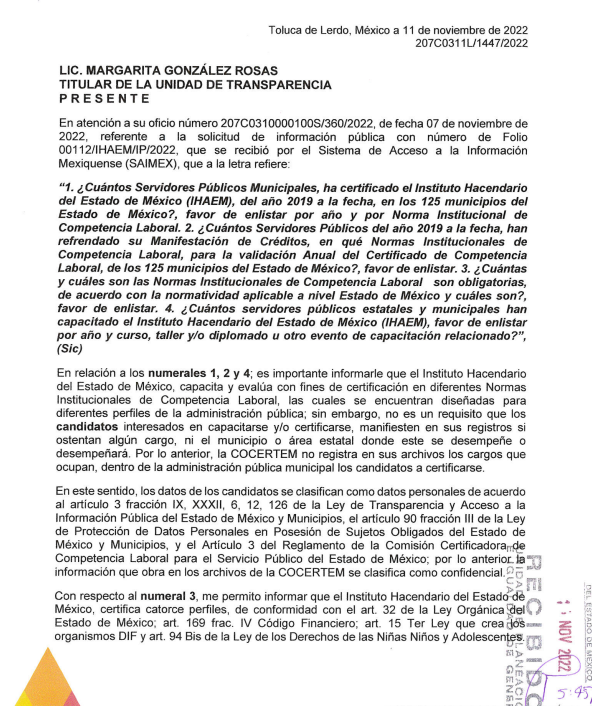 Toluca de Lerdo, México a 11 de noviembre de 2022
207C0311L/1447/2022
LIC. MARGARITA GONZÁLEZ ROSAS
TITULAR DE LA UNIDAD DE TRANSPARENCIA
P R E S E N T E
En atención a su oficio número 207C0310000100S/360/2022, de fecha 07 de noviembre de
2022, referente a la solicitud de información pública con número de Folio
00112/IHAEM/IP/2022, que se recibió por el Sistema de Acceso a la Información
Mexiquense (SAIMEX), que a la letra refiere:
“1. ¿Cuántos Servidores Públicos Municipales, ha certificado el Instituto Hacendario
del Estado de México (IHAEM), del año 2019 a la fecha, en los 125 municipios del
Estado de México?, favor de enlistar por año y por Norma Institucional de
Competencia Laboral. 2. ¿Cuántos Servidores Públicos del año 2019 a la fecha, han
refrendado su Manifestación de Créditos, en qué Normas Institucionales de
Competencia Laboral, para la validación Anual del Certificado de Competencia
Laboral, de los 125 municipios del Estado de México?, favor de enlistar. 3. ¿Cuántas
y cuáles son las Normas Institucionales de Competencia Laboral son obligatorias,
de acuerdo con la normatividad aplicable a nivel Estado de México y cuáles son?,
favor de enlistar. 4. ¿Cuántos servidores públicos estatales y municipales han
capacitado el Instituto Hacendario del Estado de México (IHAEM), favor de enlistar
por año y curso, taller y/o diplomado u otro evento de capacitación relacionado?”,
(Sic)
En relación a los numerales 1, 2 y 4; es importante informarle que el Instituto Hacendario
del Estado de México, capacita y evalúa con fines de certificación en diferentes Normas
Institucionales de Competencia Laboral, las cuales se encuentran diseñadas para
diferentes perfiles de la administración pública; sin embargo, no es un requisito que los
candidatos interesados en capacitarse y/o certificarse, manifiesten en sus registros si
ostentan algún cargo, ni el municipio o área estatal donde este se desempeñe o
desempeñará. Por lo anterior, la COCERTEM no registra en sus archivos los cargos que
ocupan, dentro de la administración pública municipal los candidatos a certificarse.
En este sentido, los datos de los candidatos se clasifican como datos personales de acuerdo
al artículo 3 fracción IX, XXXII, 6, 12, 126 de la Ley de Transparencia y Acceso a la
Información Pública del Estado de México y Municipios, el artículo 90 fracción III de la Ley
de Protección de Datos Personales en Posesión de Sujetos Obligados del Estado de
México y Municipios, y el Artículo 3 del Reglamento de la Comisión Certificadora de
Competencia Laboral para el Servicio Público del Estado de México; por lo anterior la
información que obra en los archivos de la COCERTEM se clasifica como confidencial.
Con respecto al numeral 3, me permito informar que el Instituto Hacendario del Estado de
México, certifica catorce perfiles, de conformidad con el art. 32 de la Ley Orgánica del
Estado de México; art. 169 frac. IV Código Financiero; art. 15 Ter Ley que crea los
organismos DIF y art. 94 Bis de la Ley de los Derechos de las Niñas Niños y Adolescentes.
RECIBIDO
NOV 2022
5:45
DEL ESTADO DE MÉXICO